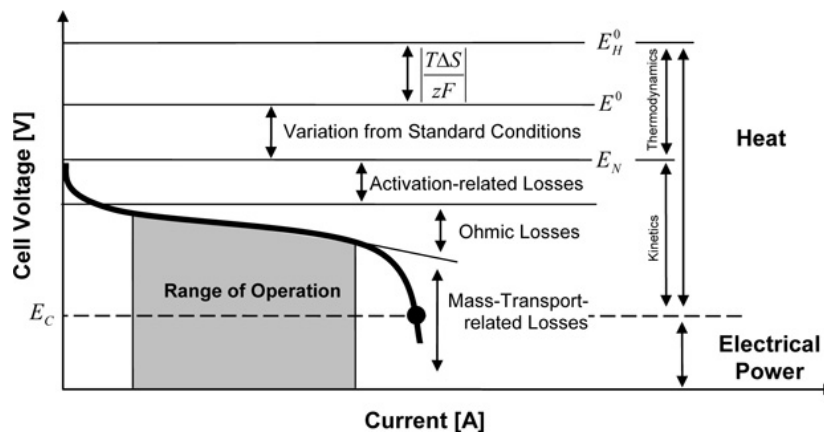 E_H^0
|TΔS / zF|
Thermodynamics
E^0
Heat
Variation from Standard Conditions
E_N
Activation-related Losses
Cell Voltage [V]
Ohmic Losses
Kinetics
Range of Operation
Mass-Transport-
related Losses
E_C
Electrical
Power
Current [A]